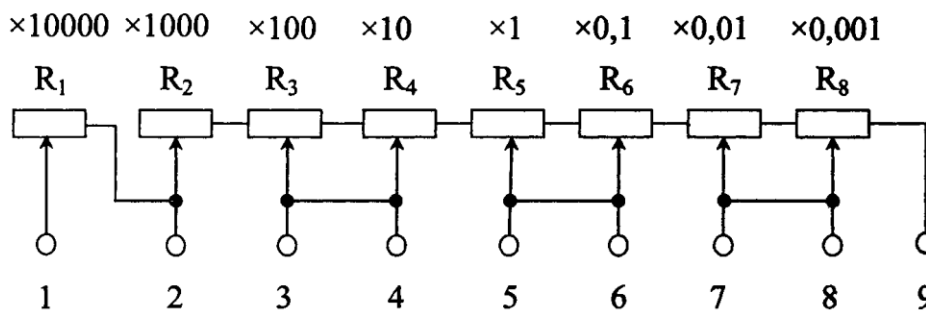 ×10000 ×1000 ×100 ×10 ×1 ×0,1 ×0,01 ×0,001
R₁ R₂ R₃ R₄ R₅ R₆ R₇ R₈
1 2 3 4 5 6 7 8 9